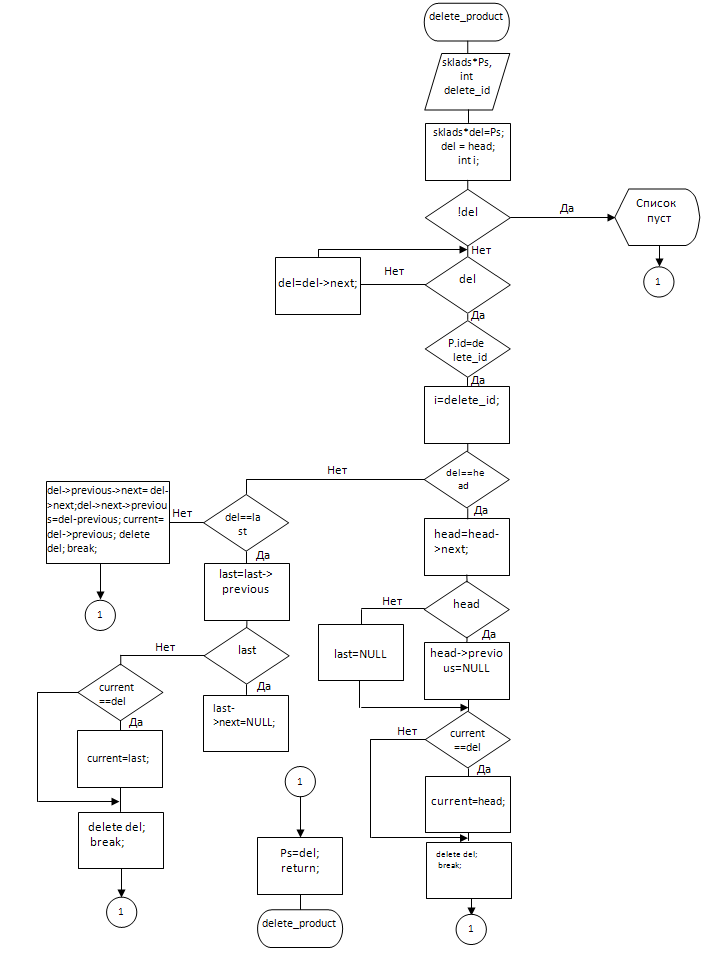 delete_product
sklads*Ps,
int
delete_id
sklads*del=Ps;
del = head;
int i;
!del
Да
Список
пуст
1
Нет
del
Нет
del=del->next;
Да
P.id=de
lete_id
Да
i=delete_id;
del==he
ad
Нет
Да
del->previous->next= del-
>next;del->next->previou
s=del-previous; current=
del->previous; delete
del; break;
Нет
del==la
st
head=head-
>next;
Да
1
last=last->
previous
head
Нет
Да
last
Нет
Да
last=NULL
head->previo
us=NULL
current
==del
Да
last-
>next=NULL;
current
==del
Нет
Да
current=last;
1
current=head;
delete del;
break;
Ps=del;
return;
delete del;
break;
1
delete_product
1